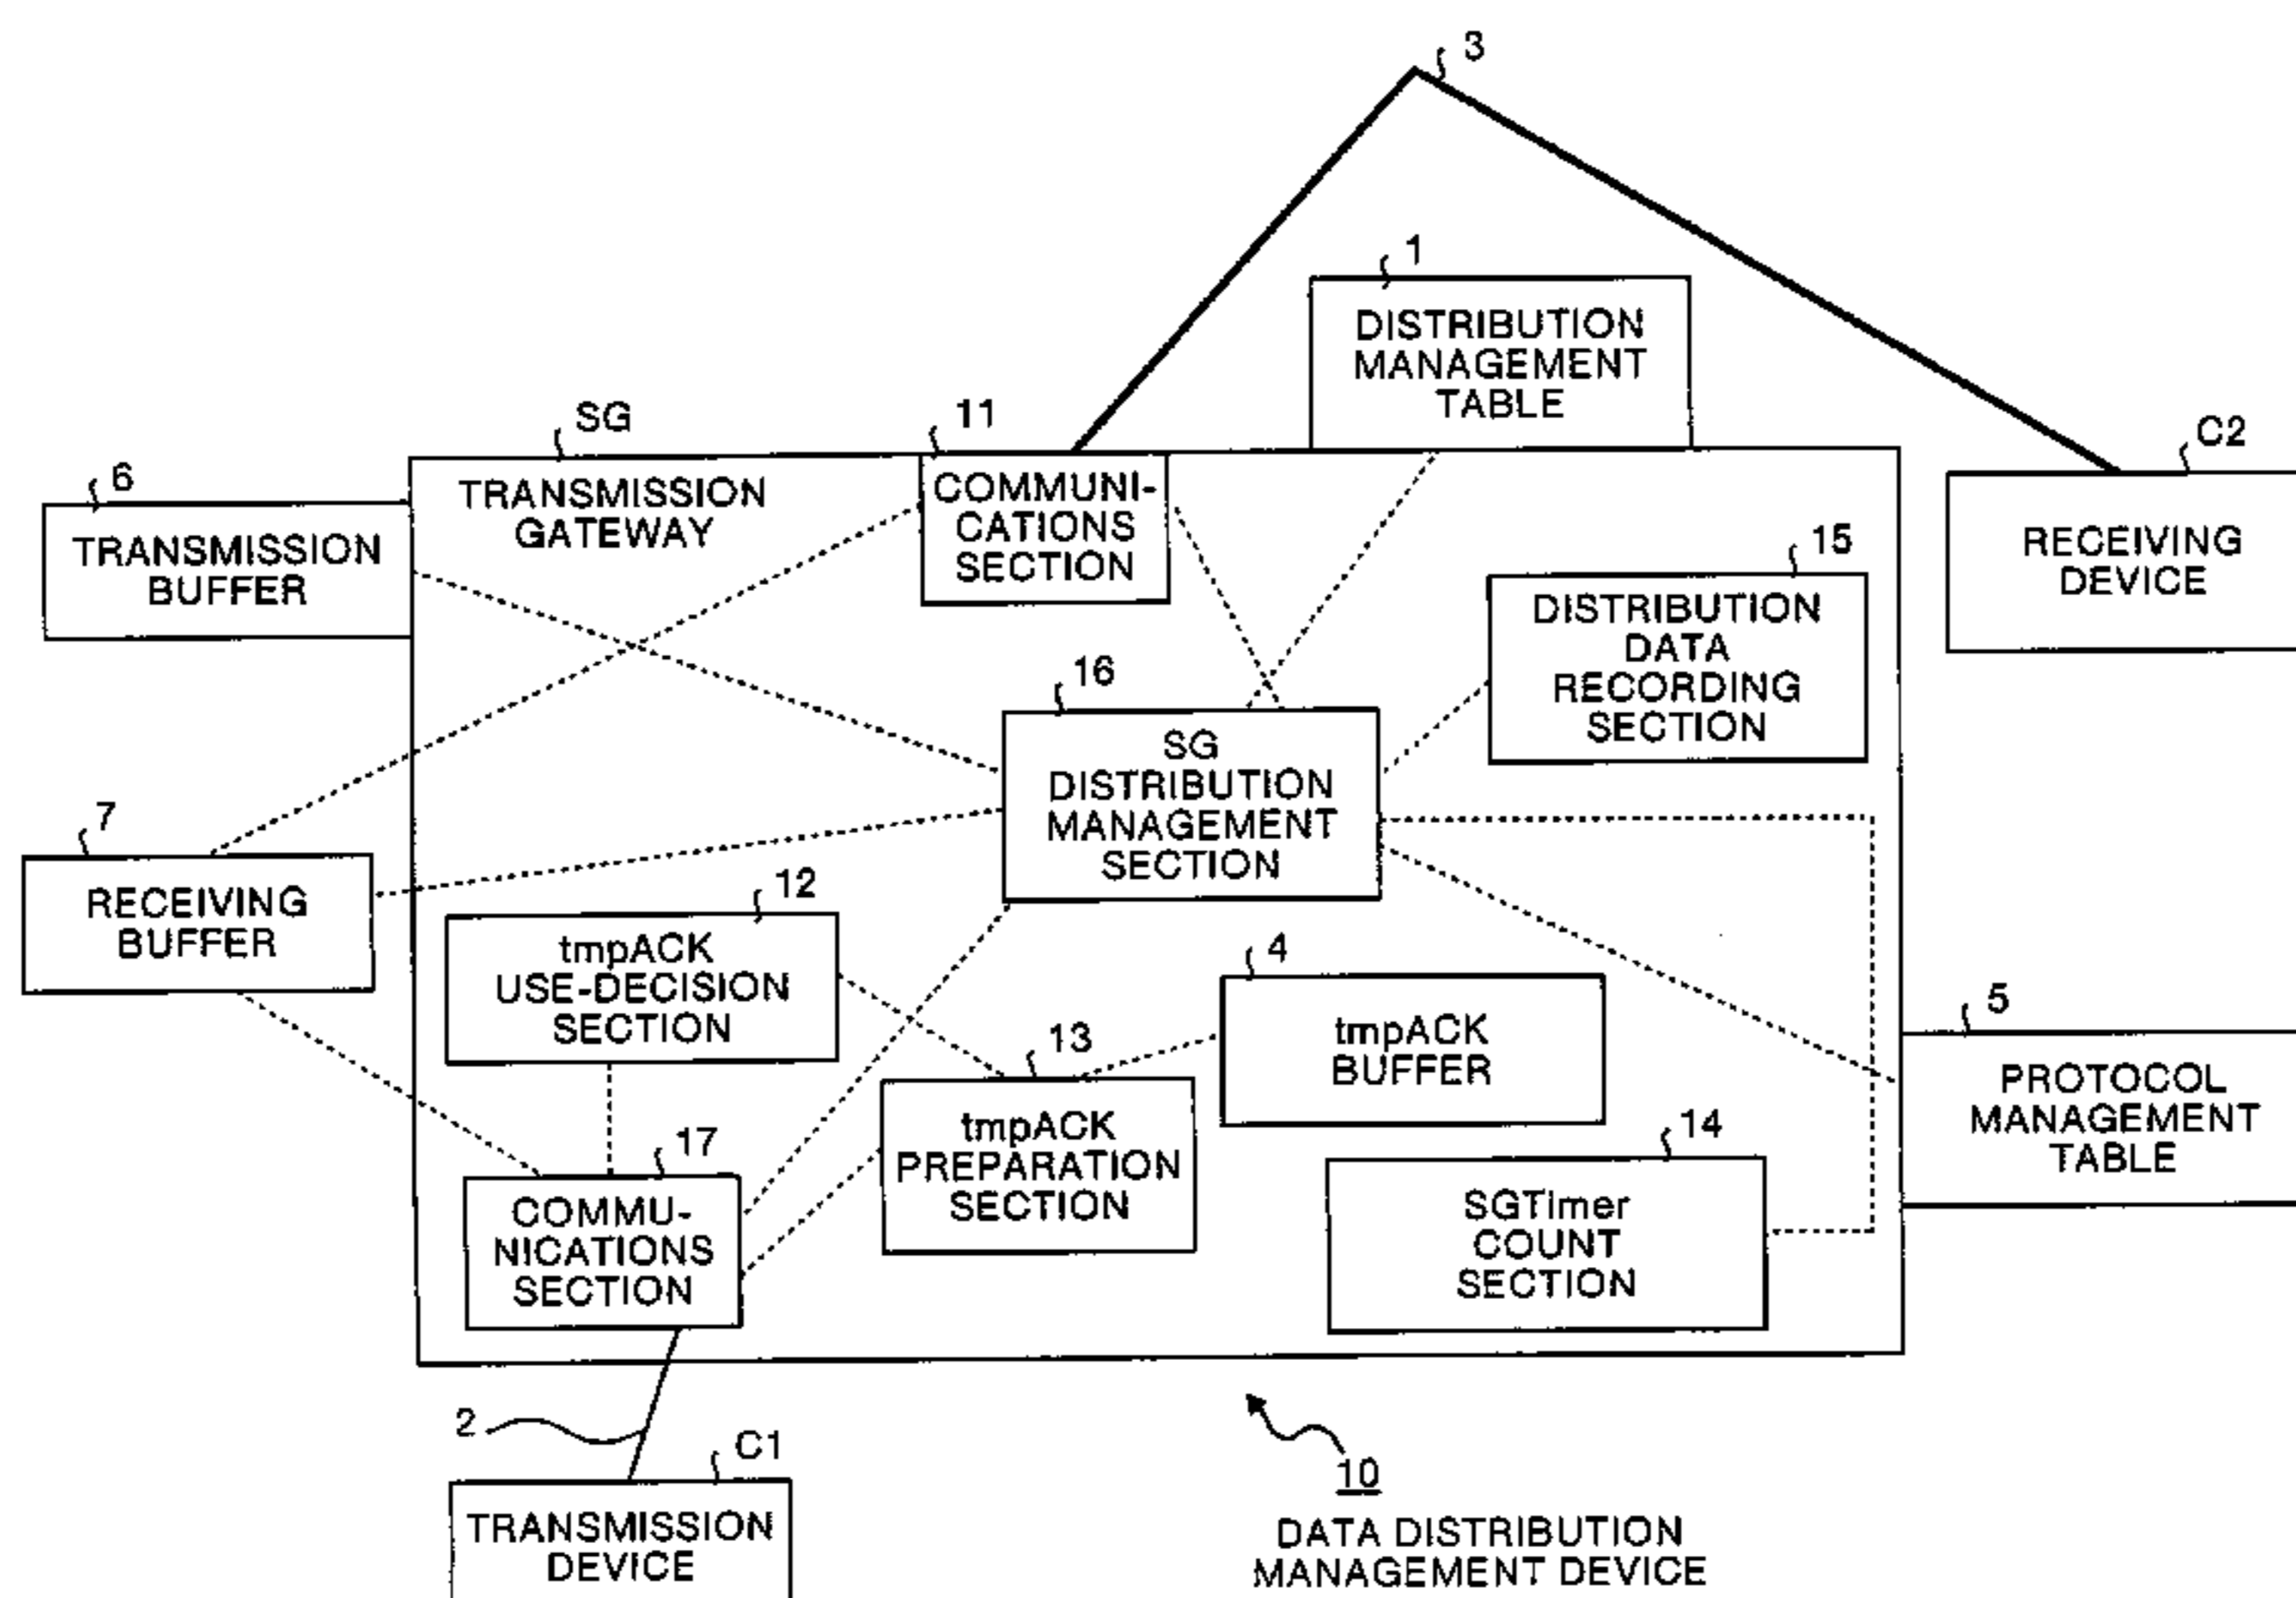 3
1
DISTRIBUTION
MANAGEMENT
TABLE
SG
TRANSMISSION
GATEWAY
11
COMMUNI-
CATIONS
SECTION
C2
RECEIVING
DEVICE
6
TRANSMISSION
BUFFER
15
DISTRIBUTION
DATA
RECORDING
SECTION
16
SG
DISTRIBUTION
MANAGEMENT
SECTION
7
RECEIVING
BUFFER
12
tmpACK
USE-DECISION
SECTION
4
tmpACK
BUFFER
13
tmpACK
PREPARATION
SECTION
5
PROTOCOL
MANAGEMENT
TABLE
17
COMMU-
NICATIONS
SECTION
14
SGTimer
COUNT
SECTION
2
C1
TRANSMISSION
DEVICE
10
DATA DISTRIBUTION
MANAGEMENT DEVICE